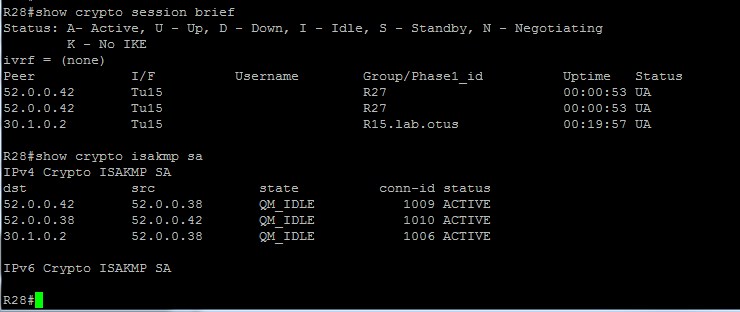 R28#show crypto session brief
Status: A- Active, U - Up, D - Down, I - Idle, S - Standby, N - Negotiating
        K - No IKE
ivrf = (none)
Peer            I/F          Username         Group/Phase1_id          Uptime   Status
52.0.0.42       Tu15                          R27                      00:00:53 UA
52.0.0.42       Tu15                          R27                      00:00:53 UA
30.1.0.2        Tu15                          R15.lab.otus             00:19:57 UA
R28#show crypto isakmp sa
IPv4 Crypto ISAKMP SA
dst             src             state          conn-id status
52.0.0.42       52.0.0.38       QM_IDLE           1009 ACTIVE
52.0.0.38       52.0.0.42       QM_IDLE           1010 ACTIVE
30.1.0.2        52.0.0.38       QM_IDLE           1006 ACTIVE
IPv6 Crypto ISAKMP SA
R28#